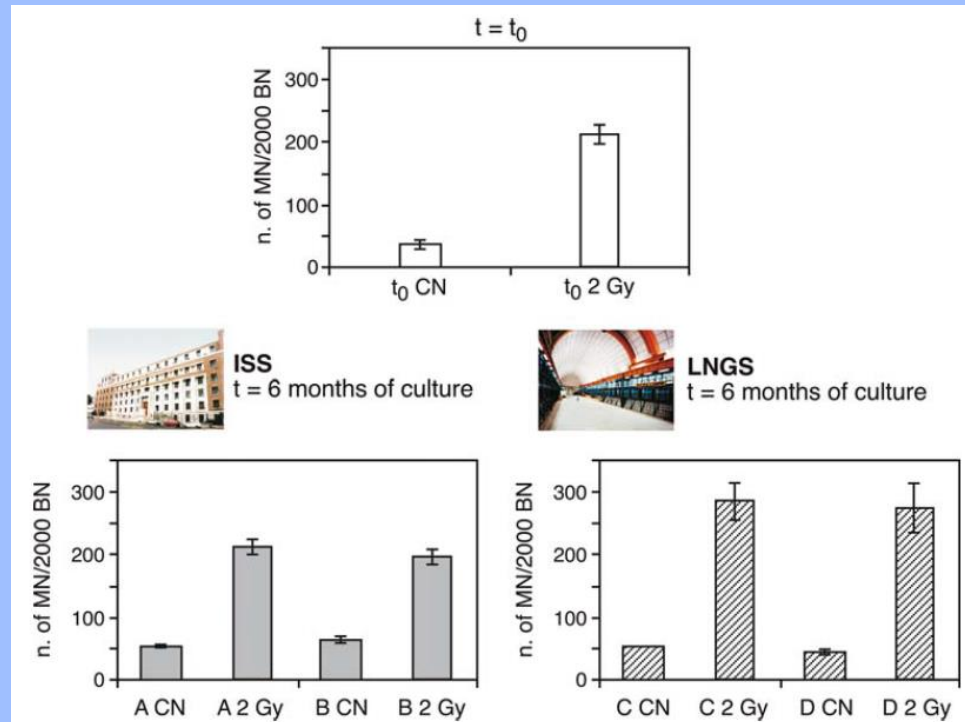 t = t₀
n. of MN/2000 BN
300
200
100
0
t₀ CN t₀ 2 Gy
ISS
t = 6 months of culture
LNGS
t = 6 months of culture
n. of MN/2000 BN
300
200
100
0
A CN A 2 Gy B CN B 2 Gy
n. of MN/2000 BN
300
200
100
0
C CN C 2 Gy D CN D 2 Gy